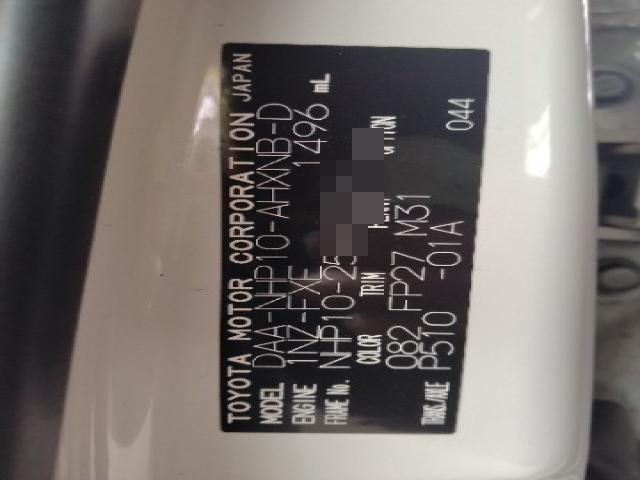 TOYOTA MOTOR CORPORATION JAPAN
MODEL DAA-NHP10-AHXNB-D
ENGINE 1NZ-FXE 1496 mL
FRAME No. NHP10-25
COLOR TRIM
082 FP27 M31
TRANS./AXLE P510 -01A
044